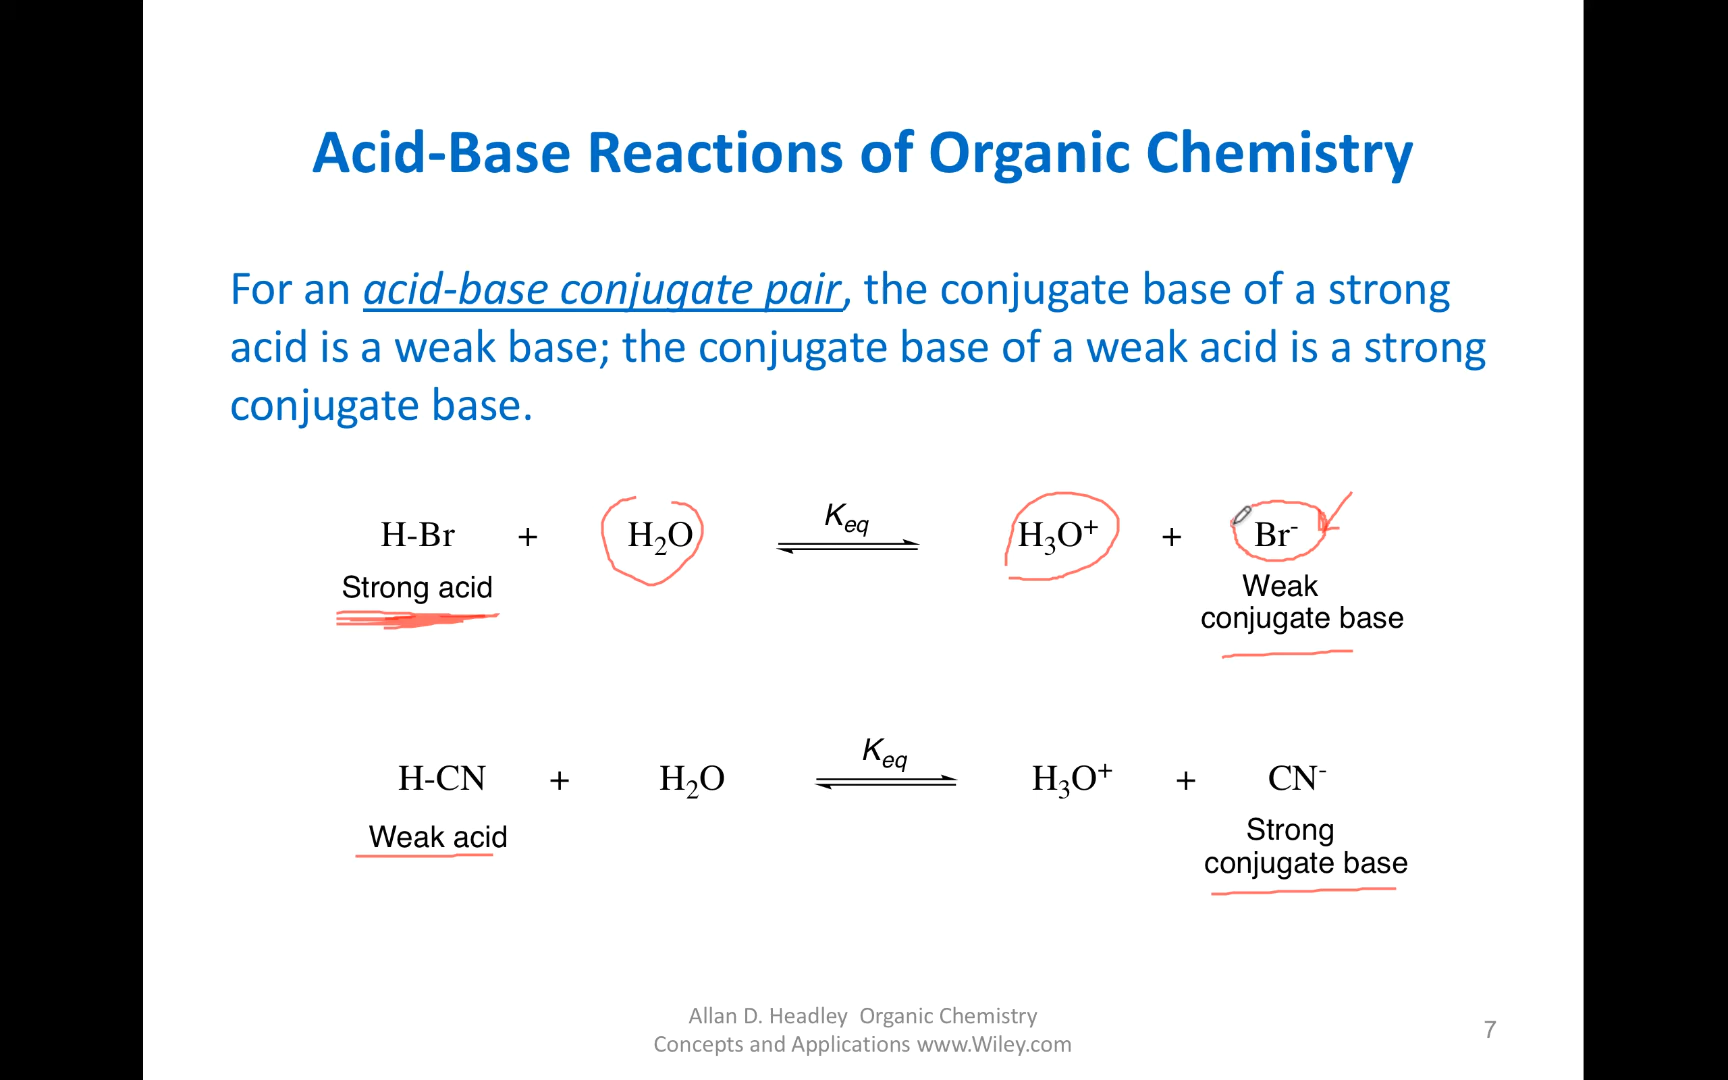 Acid-Base Reactions of Organic Chemistry
For an acid-base conjugate pair, the conjugate base of a strong
acid is a weak base; the conjugate base of a weak acid is a strong
conjugate base.
H-Br + H₂O ⇌ Keq H₃O⁺ + Br⁻
Strong acid Weak
conjugate base
H-CN + H₂O ⇌ Keq H₃O⁺ + CN⁻
Weak acid Strong
conjugate base
Allan D. Headley Organic Chemistry
Concepts and Applications www.Wiley.com
7